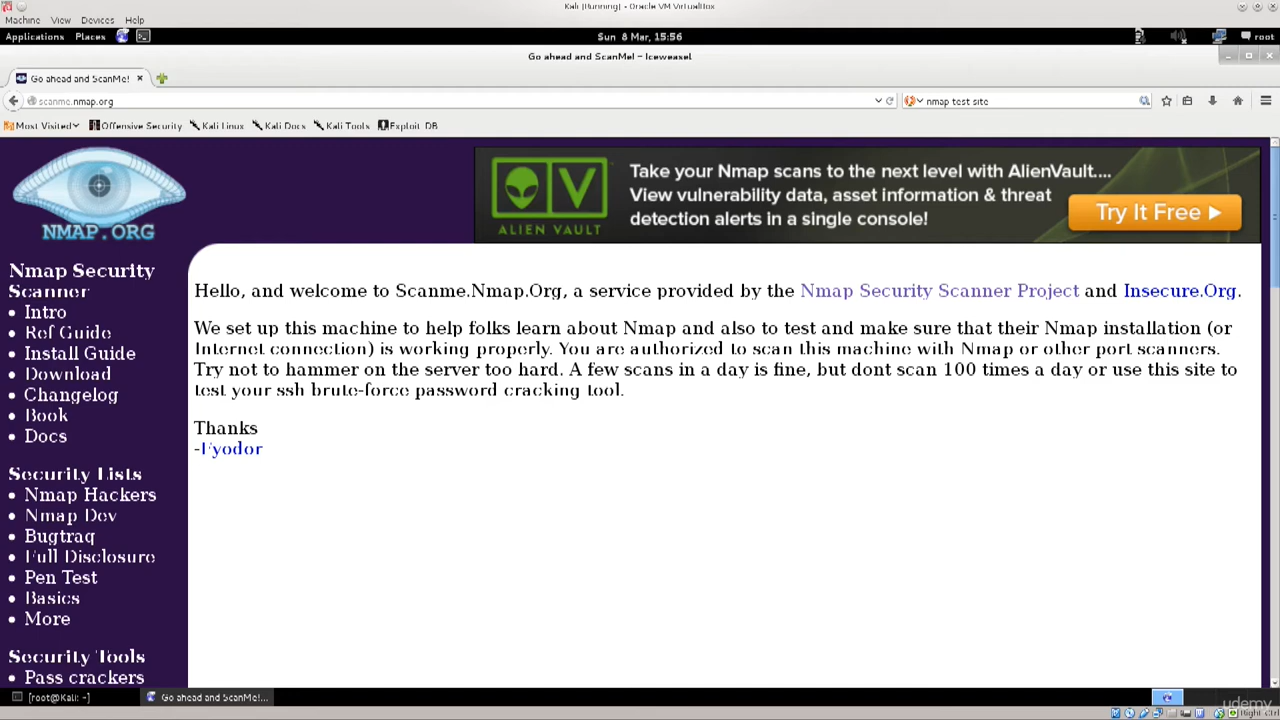 Kali [Running] - Oracle VM VirtualBox
Machine View Devices Help
Applications Places Sun 8 Mar, 15:56 root
Go ahead and ScanMe! - Iceweasel
Go ahead and ScanMe!
scanme.nmap.org nmap test site
Most Visited Offensive Security Kali Linux Kali Docs Kali Tools Exploit-DB
NMAP.ORG
ALIEN VAULT
Take your Nmap scans to the next level with AlienVault....
View vulnerability data, asset information & threat
detection alerts in a single console!
Try It Free
Nmap Security
Scanner
• Intro
• Ref Guide
• Install Guide
• Download
• Changelog
• Book
• Docs
Security Lists
• Nmap Hackers
• Nmap Dev
• Bugtraq
• Full Disclosure
• Pen Test
• Basics
• More
Security Tools
• Pass crackers
Hello, and welcome to Scanme.Nmap.Org, a service provided by the Nmap Security Scanner Project and Insecure.Org.
We set up this machine to help folks learn about Nmap and also to test and make sure that their Nmap installation (or
Internet connection) is working properly. You are authorized to scan this machine with Nmap or other port scanners.
Try not to hammer on the server too hard. A few scans in a day is fine, but dont scan 100 times a day or use this site to
test your ssh brute-force password cracking tool.
Thanks
-Fyodor
[root@Kali: ~] Go ahead and ScanMe!...
udemy
Right Ctrl